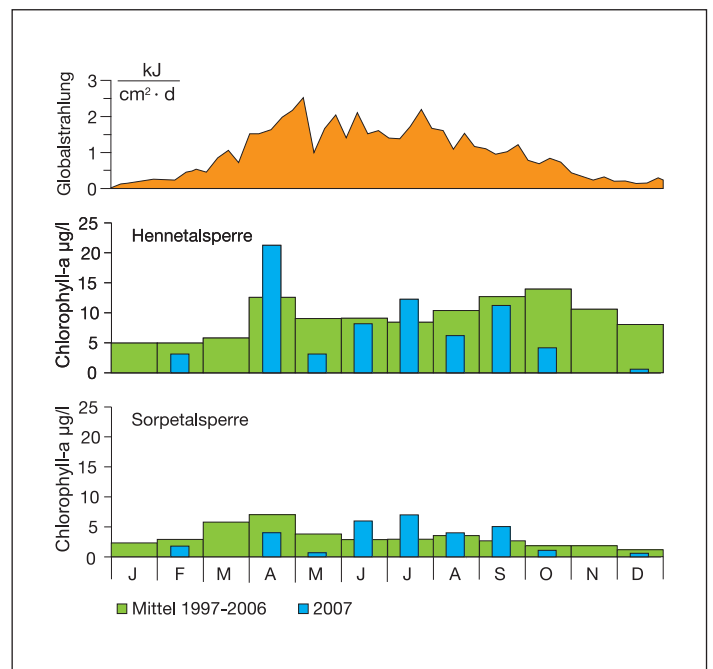 kJ
cm² · d
Globalstrahlung
3
2
1
0
Hennetalsperre
Chlorophyll-a µg/l
25
20
15
10
5
0
Sorpetalsperre
Chlorophyll-a µg/l
25
20
15
10
5
0
J F M A M J J A S O N D
Mittel 1997–2006 2007